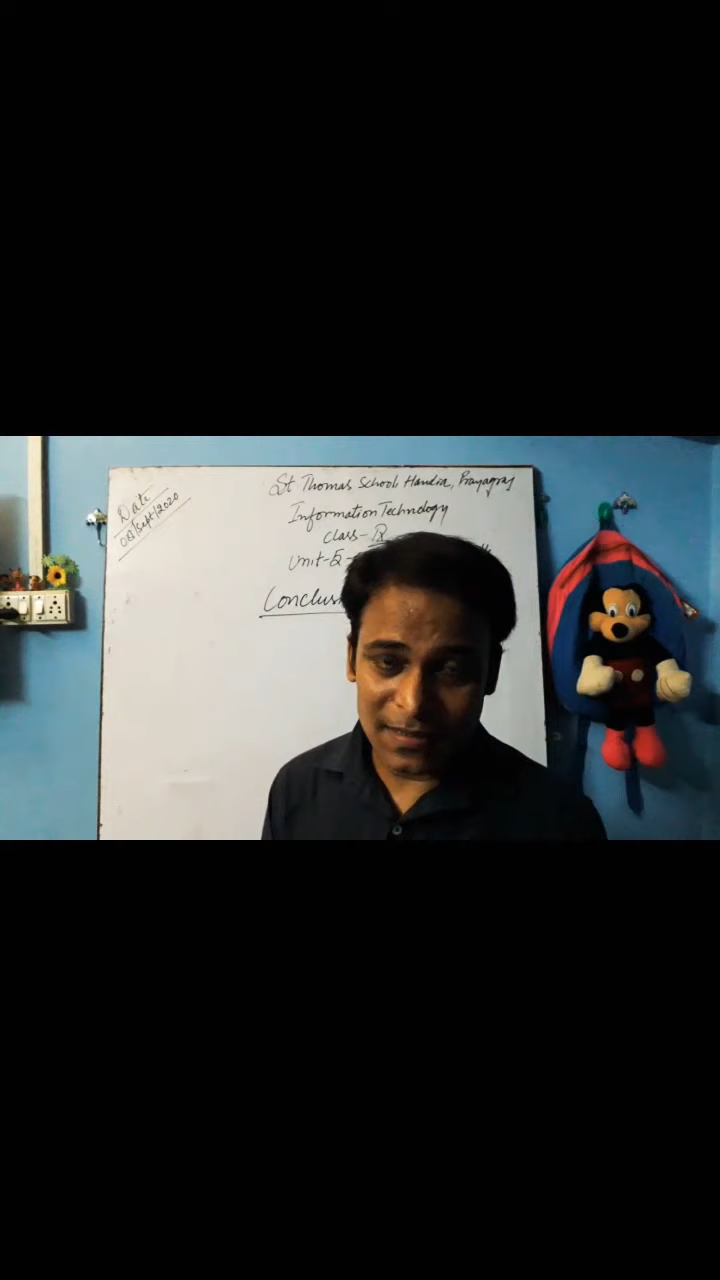 Date
08/Sept/2020
St Thomas School Handia, Prayagraj
Information Technology
Class- IX
Unit-
Conclus